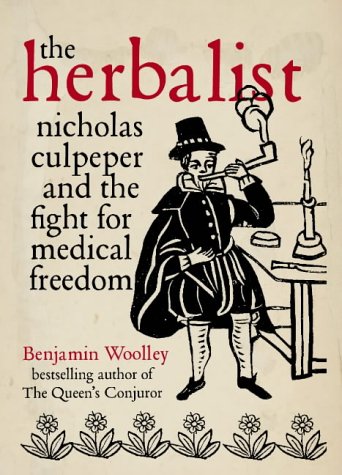 the
herbalist
nicholas
culpeper
and the
fight for
medical
freedom
Benjamin Woolley
bestselling author of
The Queen's Conjuror